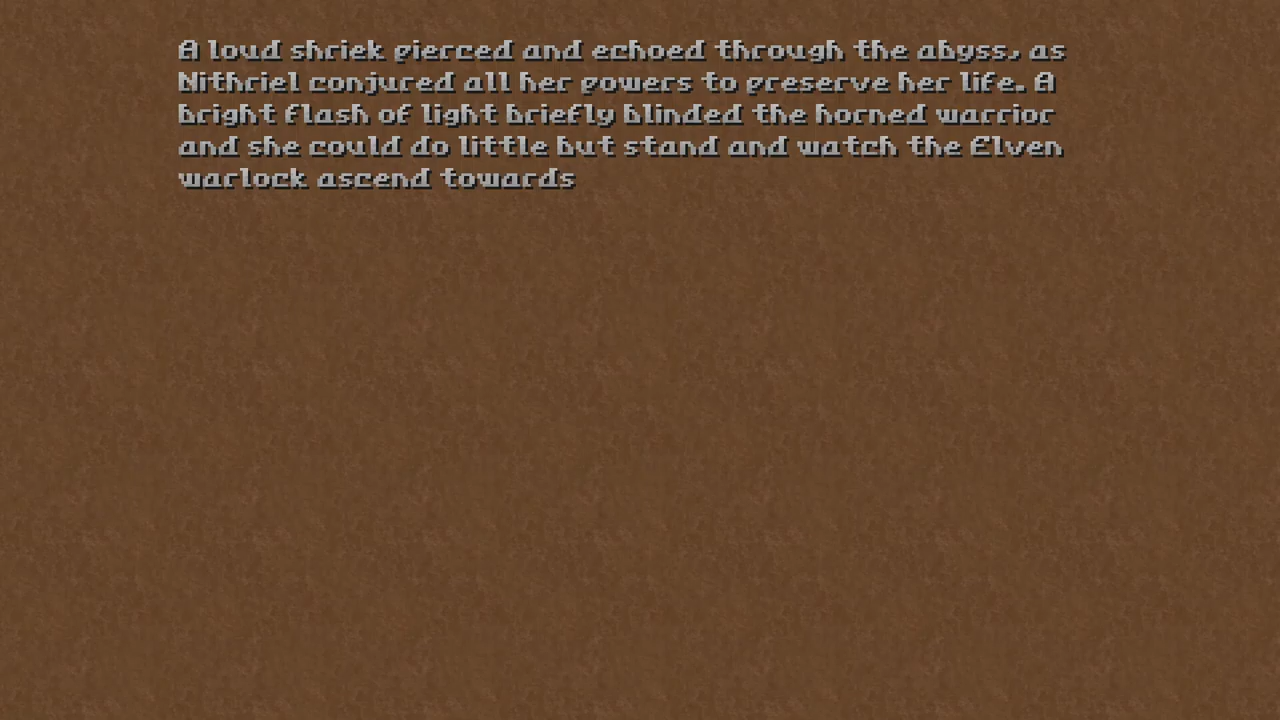 A loud shriek pierced and echoed through the abyss, as
Nithriel conjured all her powers to preserve her life. A
bright flash of light briefly blinded the horned warrior
and she could do little but stand and watch the Elven
warlock ascend towards